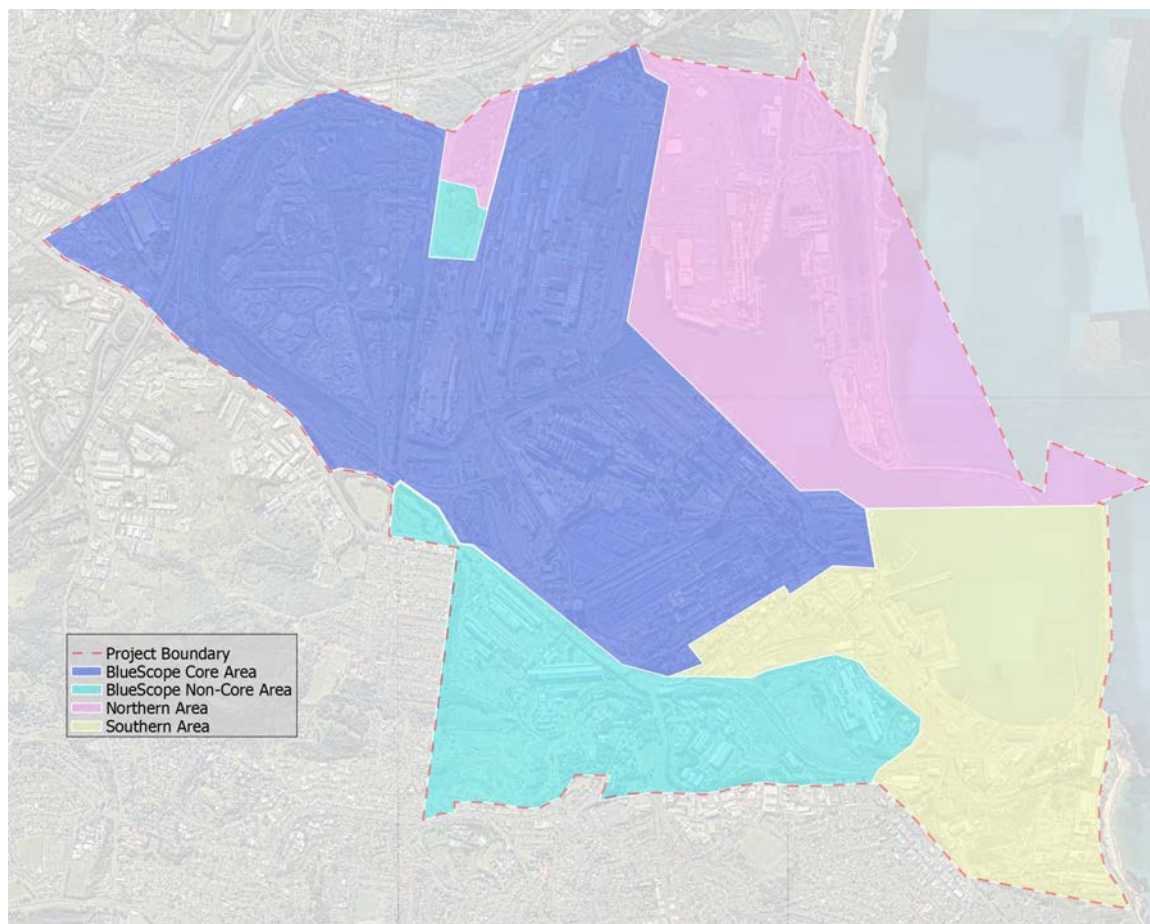 Project Boundary
BlueScope Core Area
BlueScope Non-Core Area
Northern Area
Southern Area